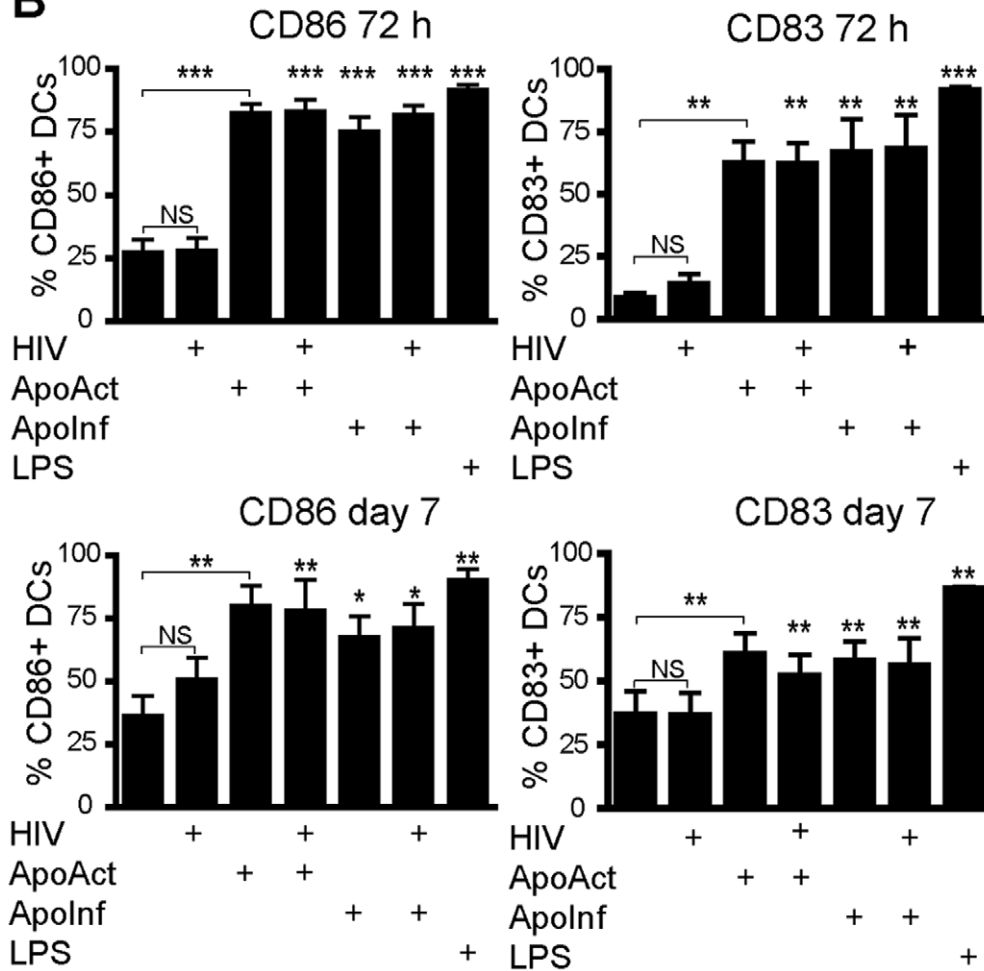 B
CD86 72 h
% CD86+ DCs
100
75
50
25
0
*** *** *** *** ***
NS
HIV + + +
ApoAct + +
ApoInf + +
LPS +
CD83 72 h
% CD83+ DCs
100
75
50
25
0
** ** ** ** ***
NS
HIV + + +
ApoAct + +
ApoInf + +
LPS +
CD86 day 7
% CD86+ DCs
100
75
50
25
0
** ** * * **
NS
HIV + + +
ApoAct + +
ApoInf + +
LPS +
CD83 day 7
% CD83+ DCs
100
75
50
25
0
** ** ** ** **
NS
HIV + + +
ApoAct + +
ApoInf + +
LPS +